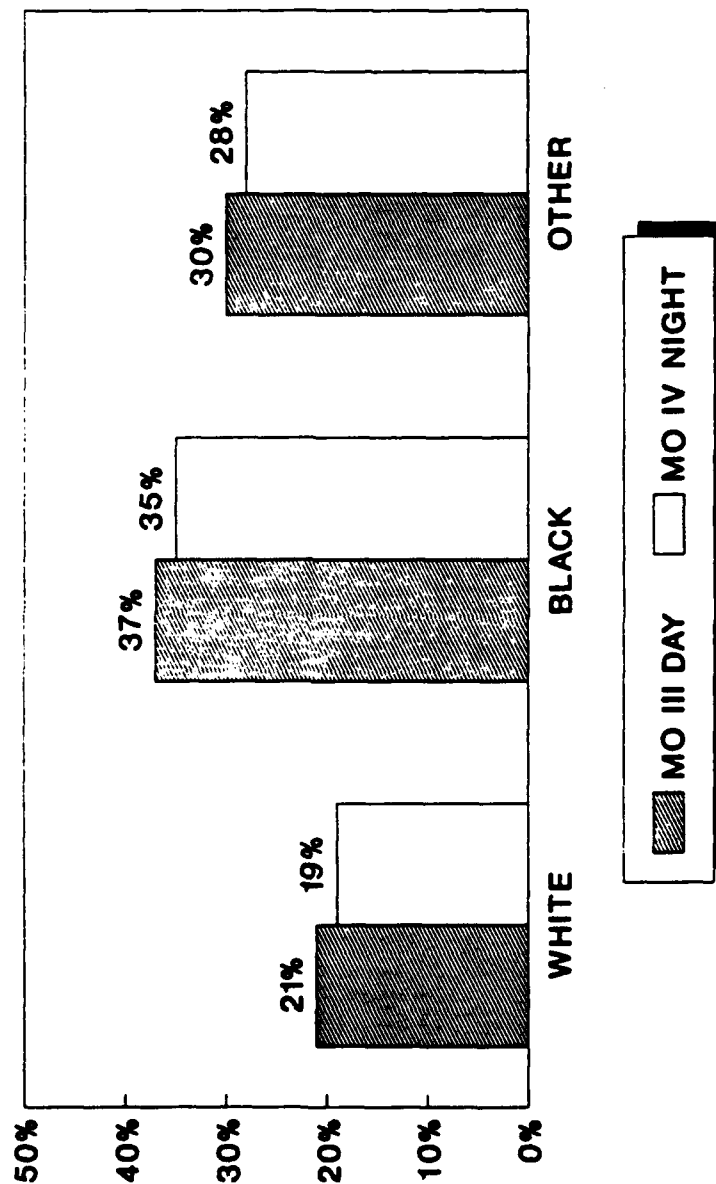 50%
40%
30%
20%
10%
0%
21%
19%
37%
35%
30%
28%
WHITE
BLACK
OTHER
MO III DAY
MO IV NIGHT